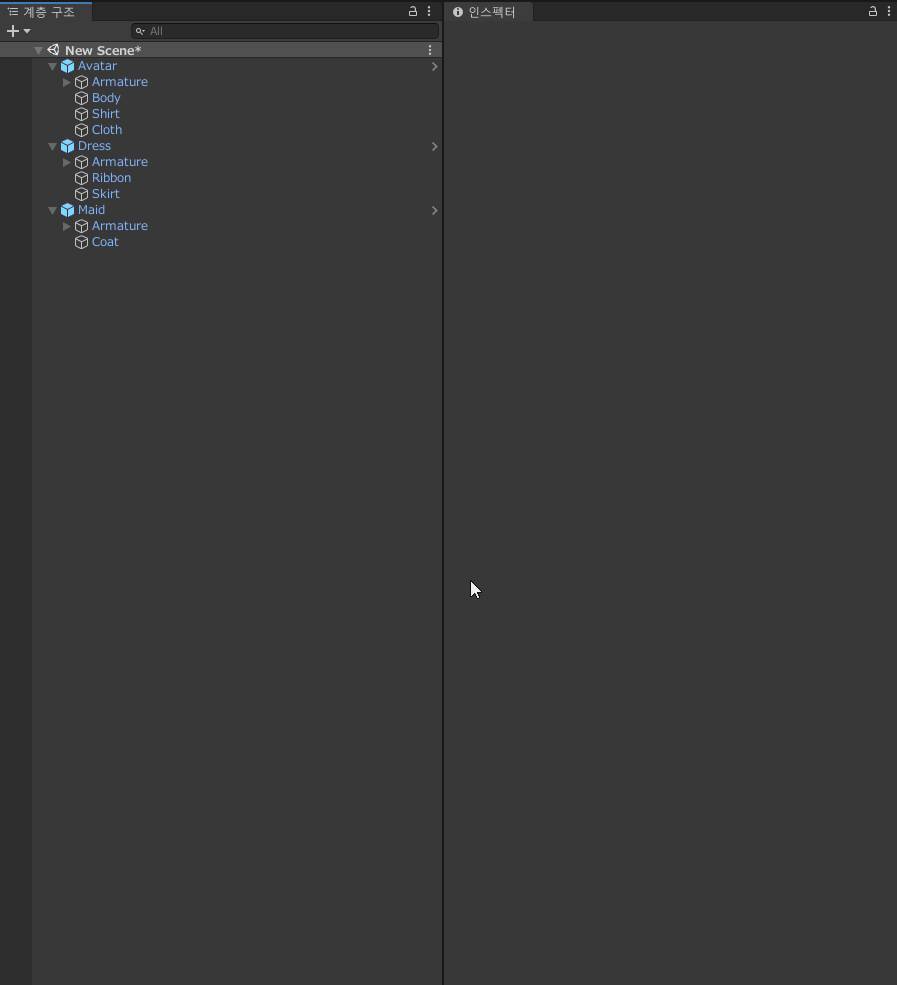 계층 구조
인스펙터
All
New Scene*
Avatar
Armature
Body
Shirt
Cloth
Dress
Armature
Ribbon
Skirt
Maid
Armature
Coat